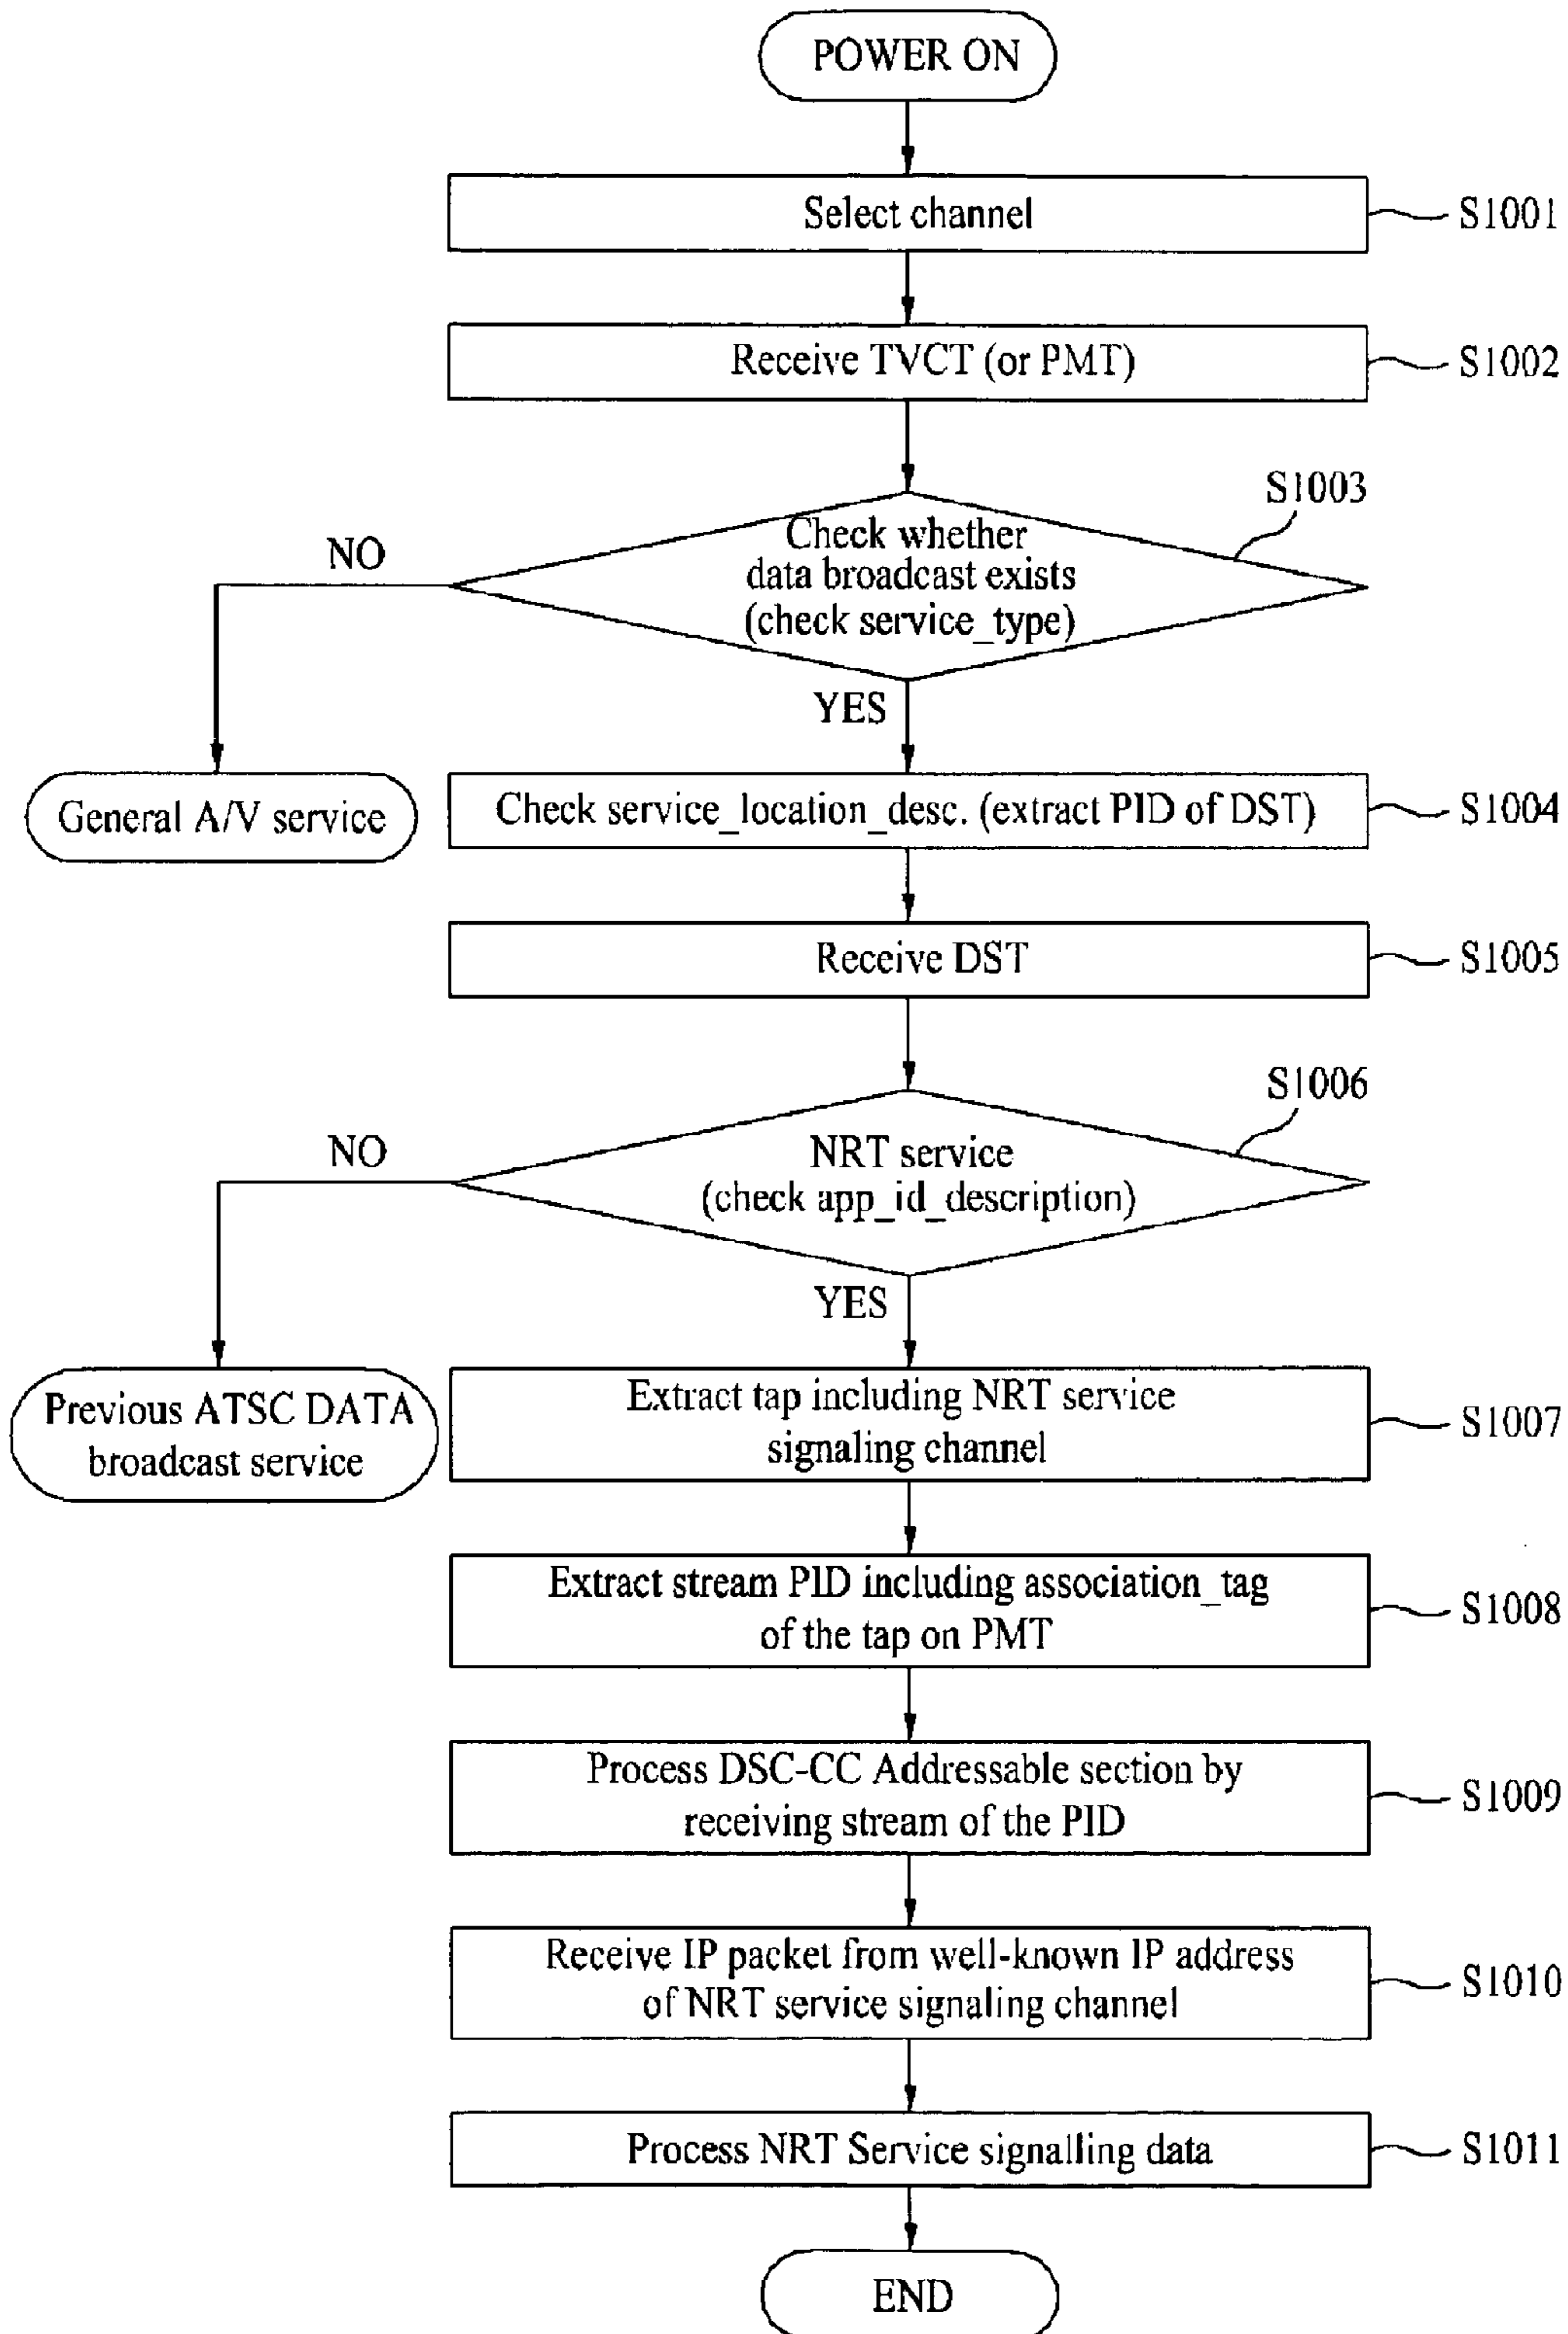 POWER ON
Select channel
S1001
Receive TVCT (or PMT)
S1002
S1003
Check whether
data broadcast exists
(check service_type)
NO
YES
General A/V service
Check service_location_desc. (extract PID of DST)
S1004
Receive DST
S1005
S1006
NRT service
(check app_id_description)
NO
YES
Previous ATSC DATA
broadcast service
Extract tap including NRT service
signaling channel
S1007
Extract stream PID including association_tag
of the tap on PMT
S1008
Process DSC-CC Addressable section by
receiving stream of the PID
S1009
Receive IP packet from well-known IP address
of NRT service signaling channel
S1010
Process NRT Service signalling data
S1011
END